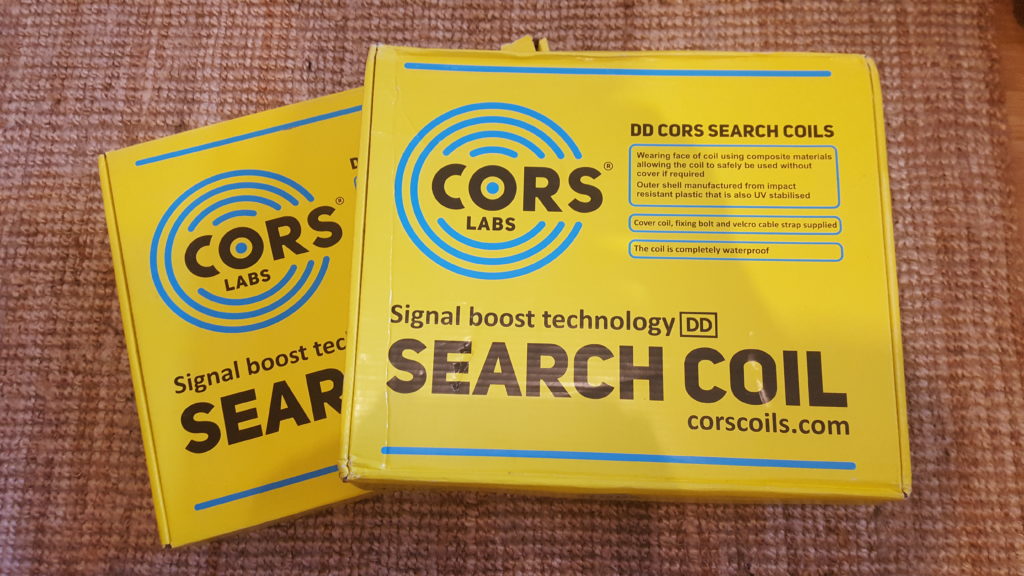 CORS®
LABS
Signal boost tec
SEAR
D
CORS®
LABS
DD CORS SEARCH COILS
Wearing face of coil using composite materials
allowing the coil to safely be used without
cover if required
Outer shell manufactured from impact
resistant plastic that is also UV stabilised
Cover coil, fixing bolt and velcro cable strap supplied
The coil is completely waterproof
Signal boost technology DD
SEARCH COIL
corscoils.com